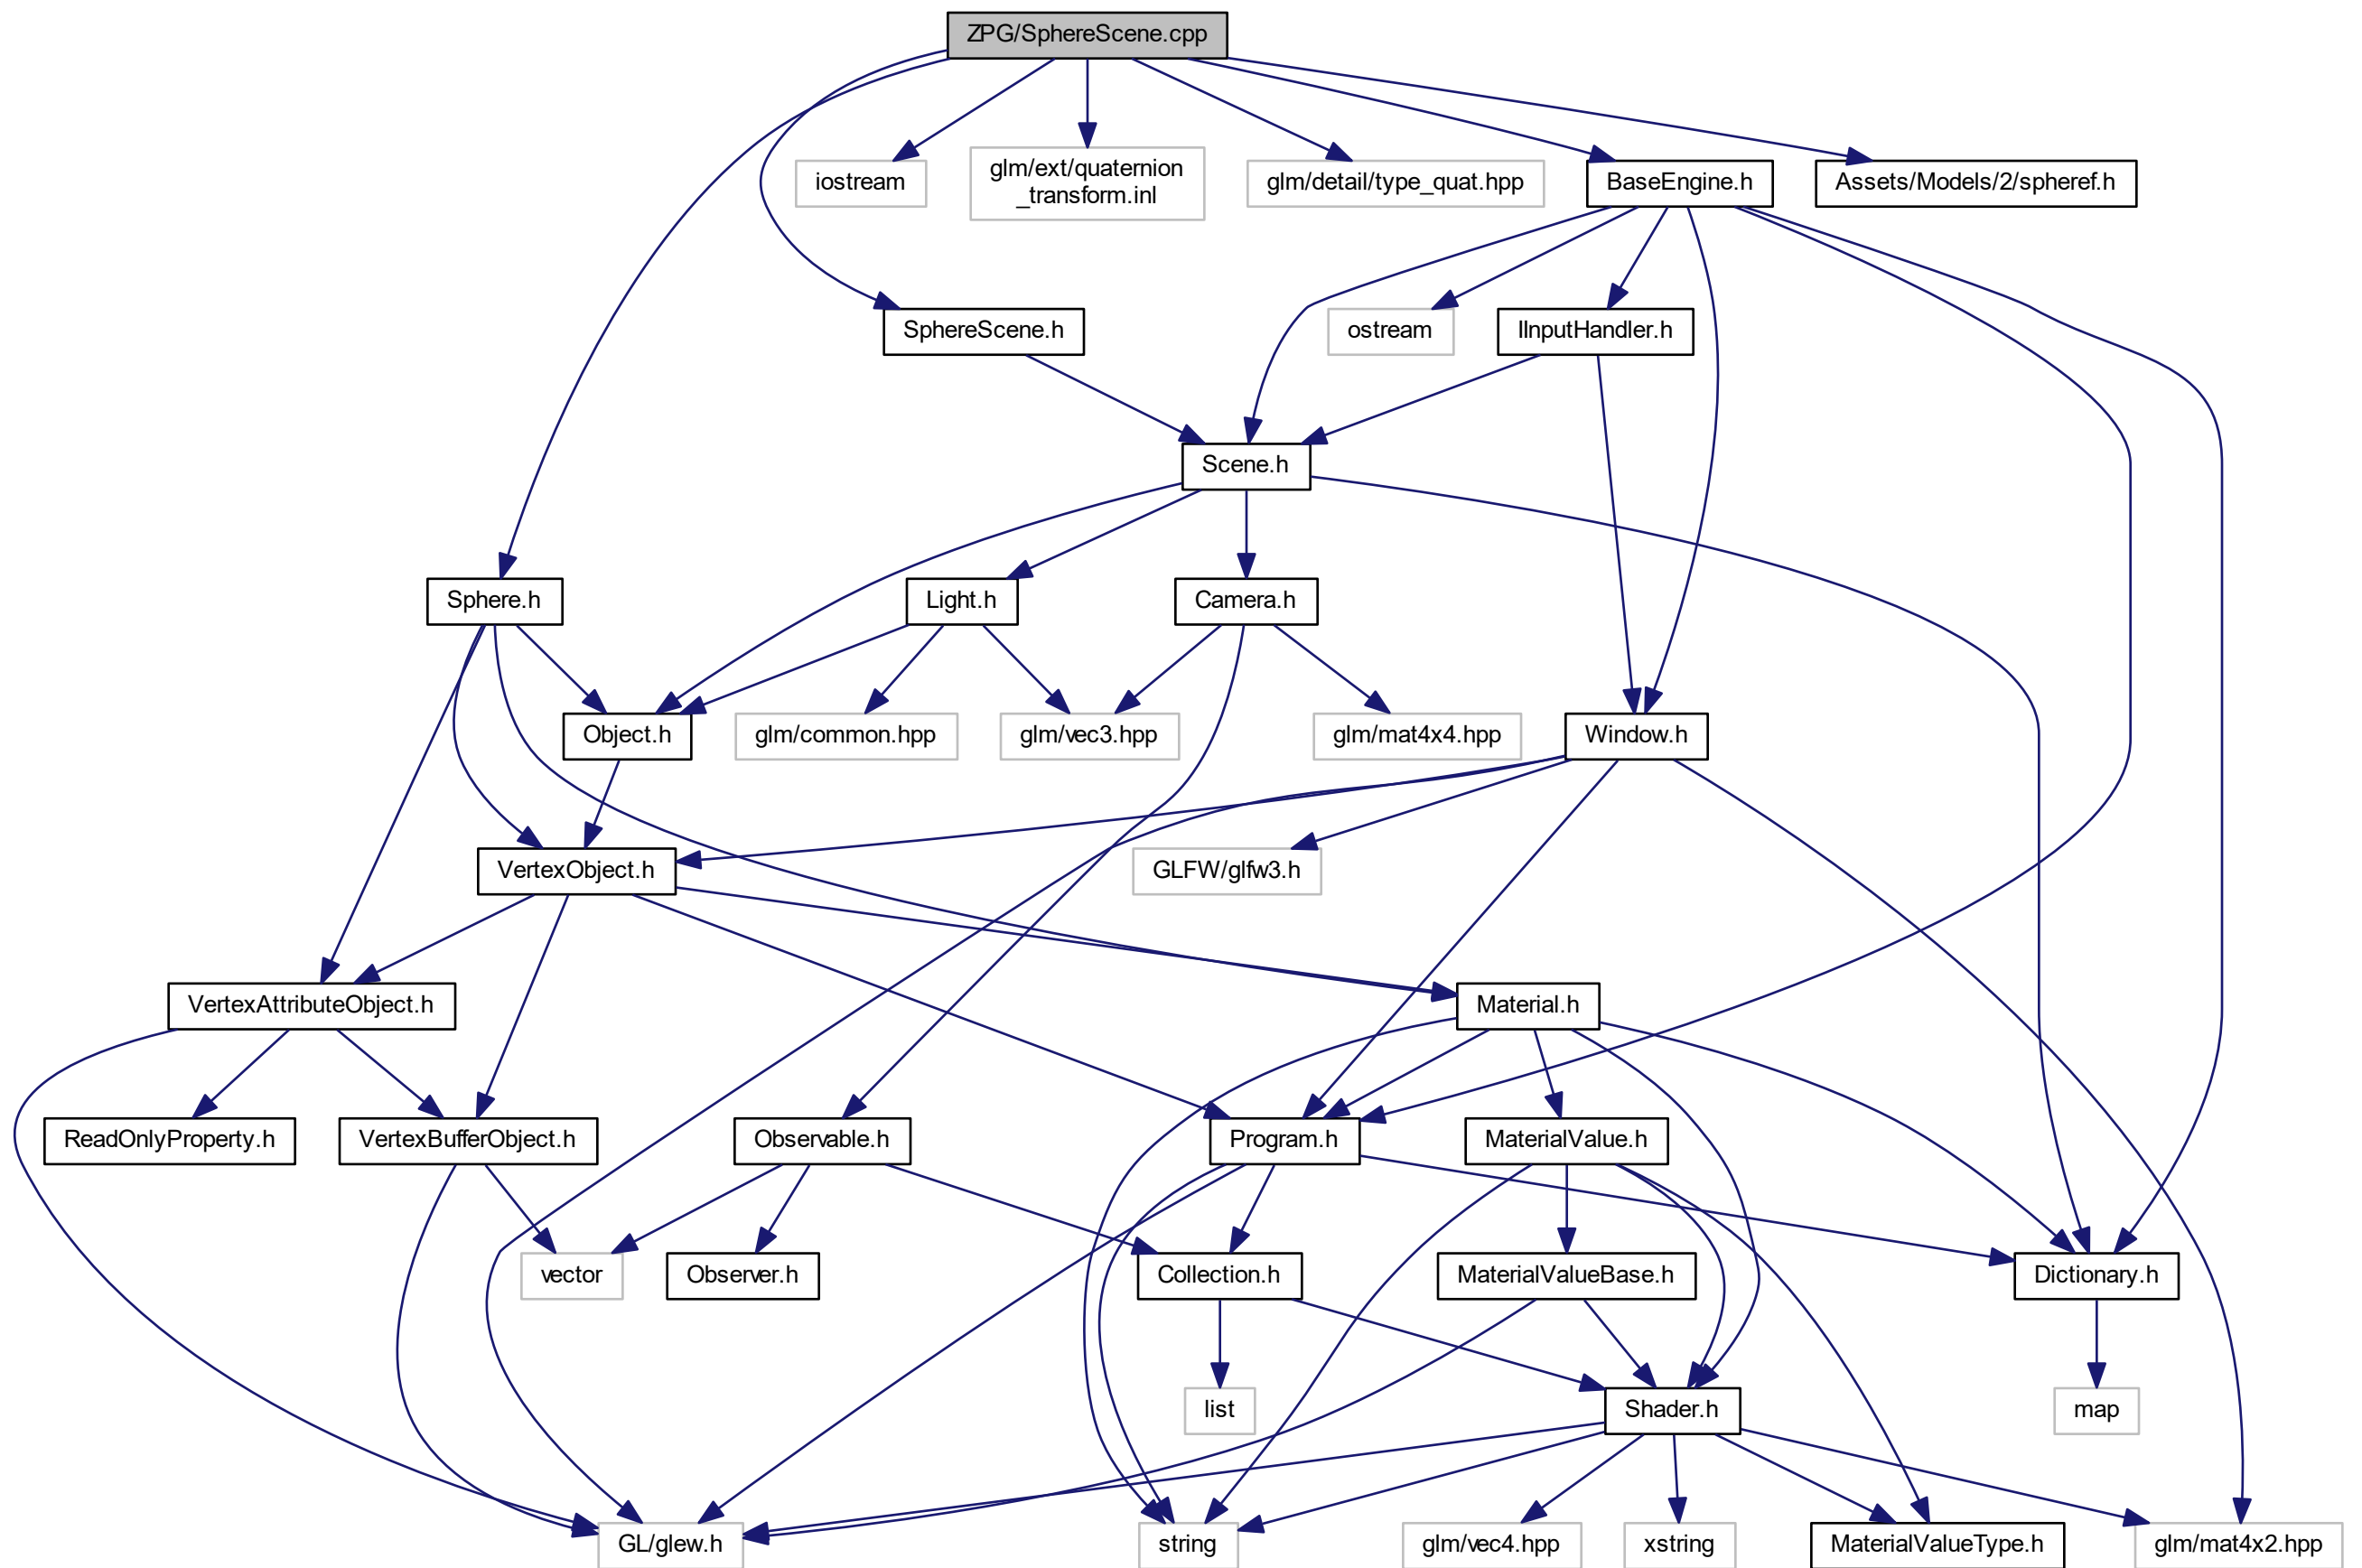 ZPG/SphereScene.cpp
iostream
glm/ext/quaternion
_transform.inl
glm/detail/type_quat.hpp
BaseEngine.h
Assets/Models/2/spheref.h
SphereScene.h
ostream
IInputHandler.h
Scene.h
Sphere.h
Light.h
Camera.h
Object.h
glm/common.hpp
glm/vec3.hpp
glm/mat4x4.hpp
Window.h
VertexObject.h
GLFW/glfw3.h
VertexAttributeObject.h
Material.h
ReadOnlyProperty.h
VertexBufferObject.h
Observable.h
Program.h
MaterialValue.h
vector
Observer.h
Collection.h
MaterialValueBase.h
Dictionary.h
list
Shader.h
map
GL/glew.h
string
glm/vec4.hpp
xstring
MaterialValueType.h
glm/mat4x2.hpp